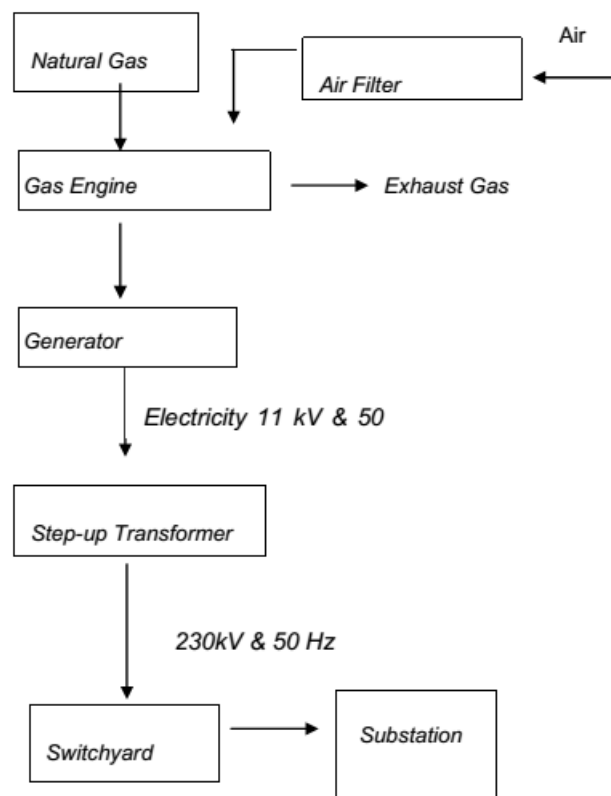 Natural Gas
Air
Air Filter
Gas Engine
Exhaust Gas
Generator
Electricity 11 kV & 50
Step-up Transformer
230kV & 50 Hz
Switchyard
Substation